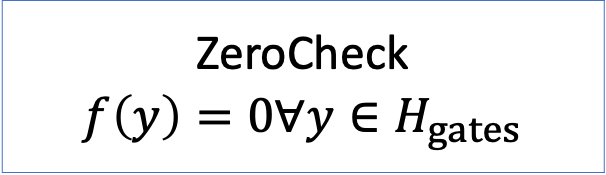 ZeroCheck
f(y) = 0∀y ∈ H_gates